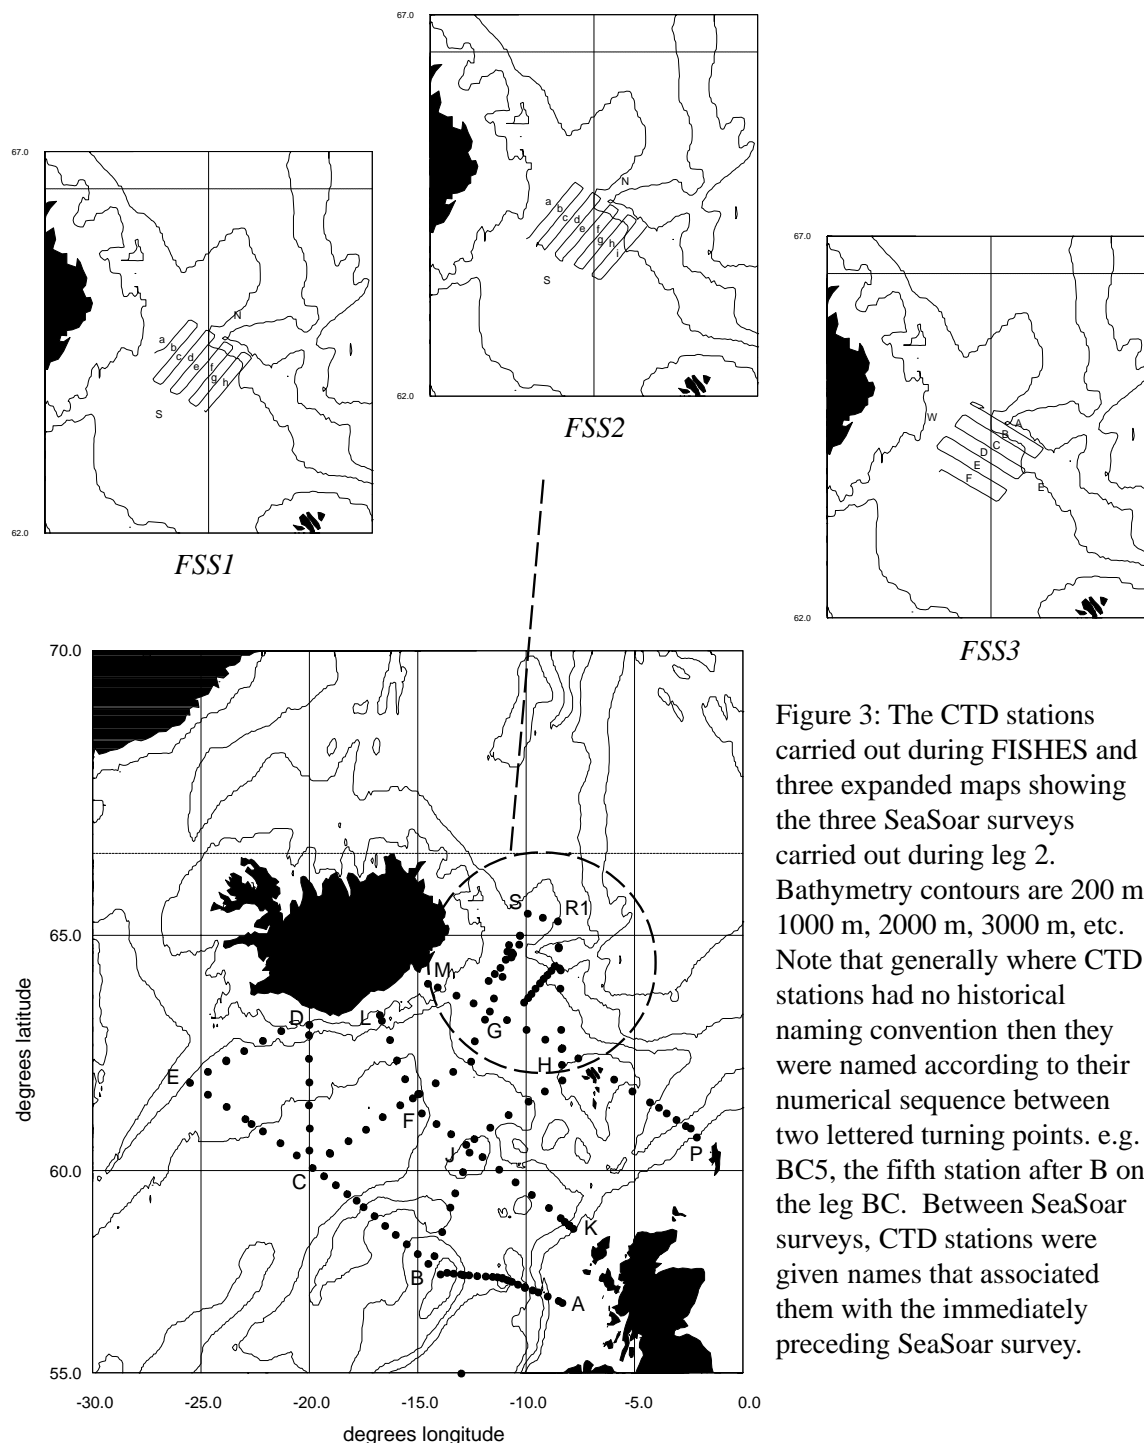 67.0
N
a
b
c
d
e
f
g
h
i
S
62.0
FSS2
67.0
N
a
b
c
d
e
f
g
h
S
62.0
FSS1
67.0
W
A
B
C
D
E
F
E
62.0
FSS3
70.0
65.0
60.0
55.0
degrees latitude
S
R1
M
L
D
G
E
H
F
J
P
C
K
B
A
-30.0
-25.0
-20.0
-15.0
-10.0
-5.0
0.0
degrees longitude
Figure 3: The CTD stations
carried out during FISHES and
three expanded maps showing
the three SeaSoar surveys
carried out during leg 2.
Bathymetry contours are 200 m
1000 m, 2000 m, 3000 m, etc.
Note that generally where CTD
stations had no historical
naming convention then they
were named according to their
numerical sequence between
two lettered turning points. e.g.
BC5, the fifth station after B on
the leg BC. Between SeaSoar
surveys, CTD stations were
given names that associated
them with the immediately
preceding SeaSoar survey.